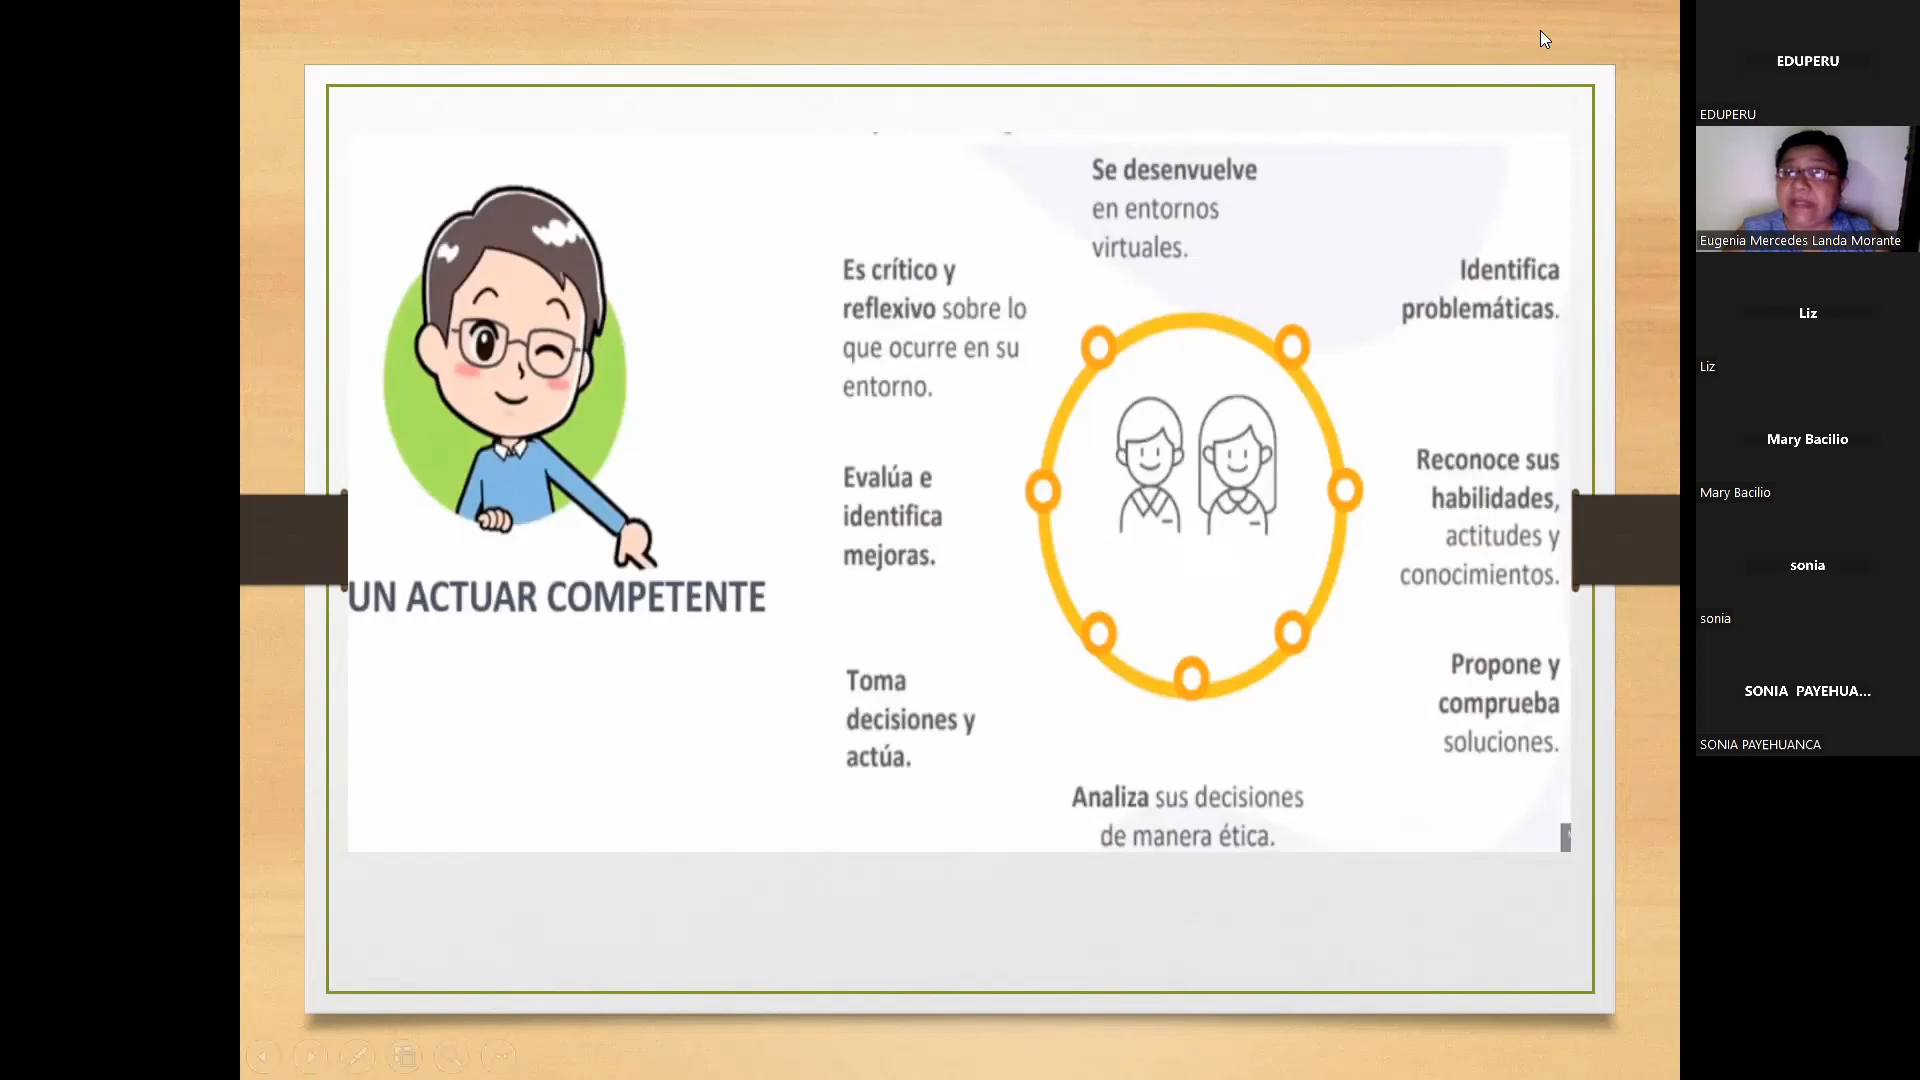 Se desenvuelve
en entornos
virtuales.
Es crítico y
reflexivo sobre lo
que ocurre en su
entorno.
Identifica
problemáticas.
Evalúa e
identifica
mejoras.
Reconoce sus
habilidades,
actitudes y
conocimientos.
UN ACTUAR COMPETENTE
Toma
decisiones y
actúa.
Propone y
comprueba
soluciones.
Analiza sus decisiones
de manera ética.
EDUPERU
EDUPERU
Eugenia Mercedes Landa Morante
Liz
Liz
Mary Bacilio
Mary Bacilio
sonia
sonia
SONIA PAYEHUA...
SONIA PAYEHUANCA